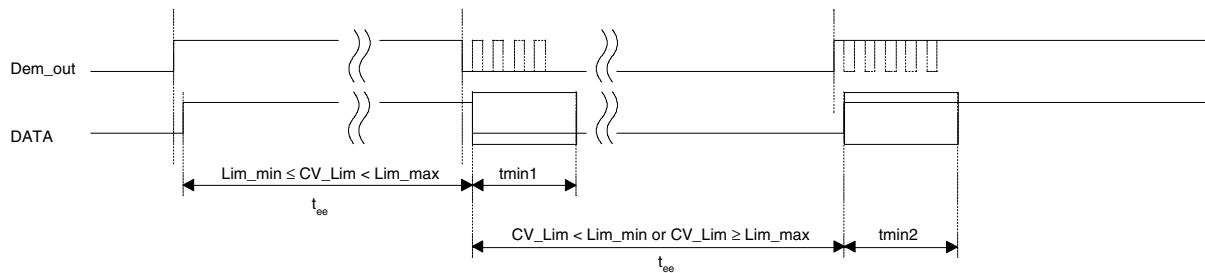 Dem_out
DATA
Lim_min ≤ CV_Lim < Lim_max
tmin1
tee
CV_Lim < Lim_min or CV_Lim ≥ Lim_max
tmin2
tee